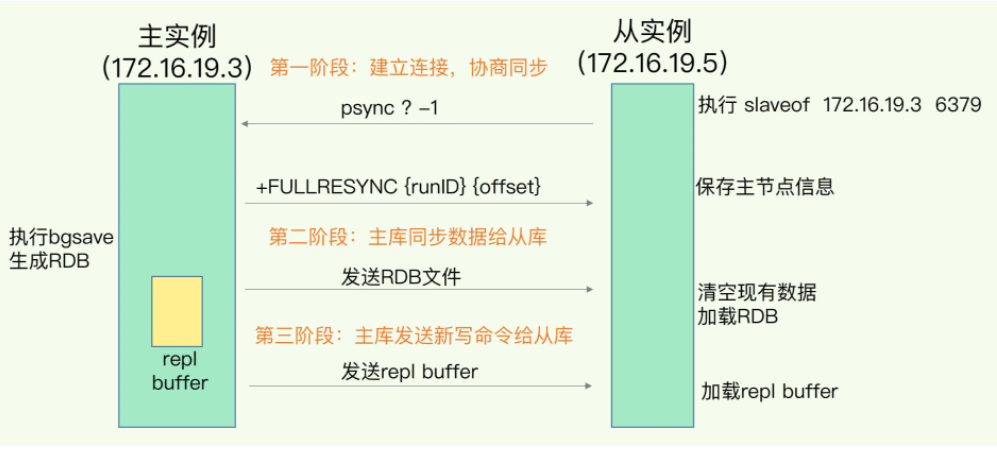 主实例
(172.16.19.3)
第一阶段：建立连接，协商同步
从实例
(172.16.19.5)
psync ? -1
执行 slaveof 172.16.19.3 6379
+FULLRESYNC {runID} {offset}
保存主节点信息
执行bgsave
生成RDB
第二阶段：主库同步数据给从库
发送RDB文件
清空现有数据
加载RDB
第三阶段：主库发送新写命令给从库
repl
buffer
发送repl buffer
加载repl buffer